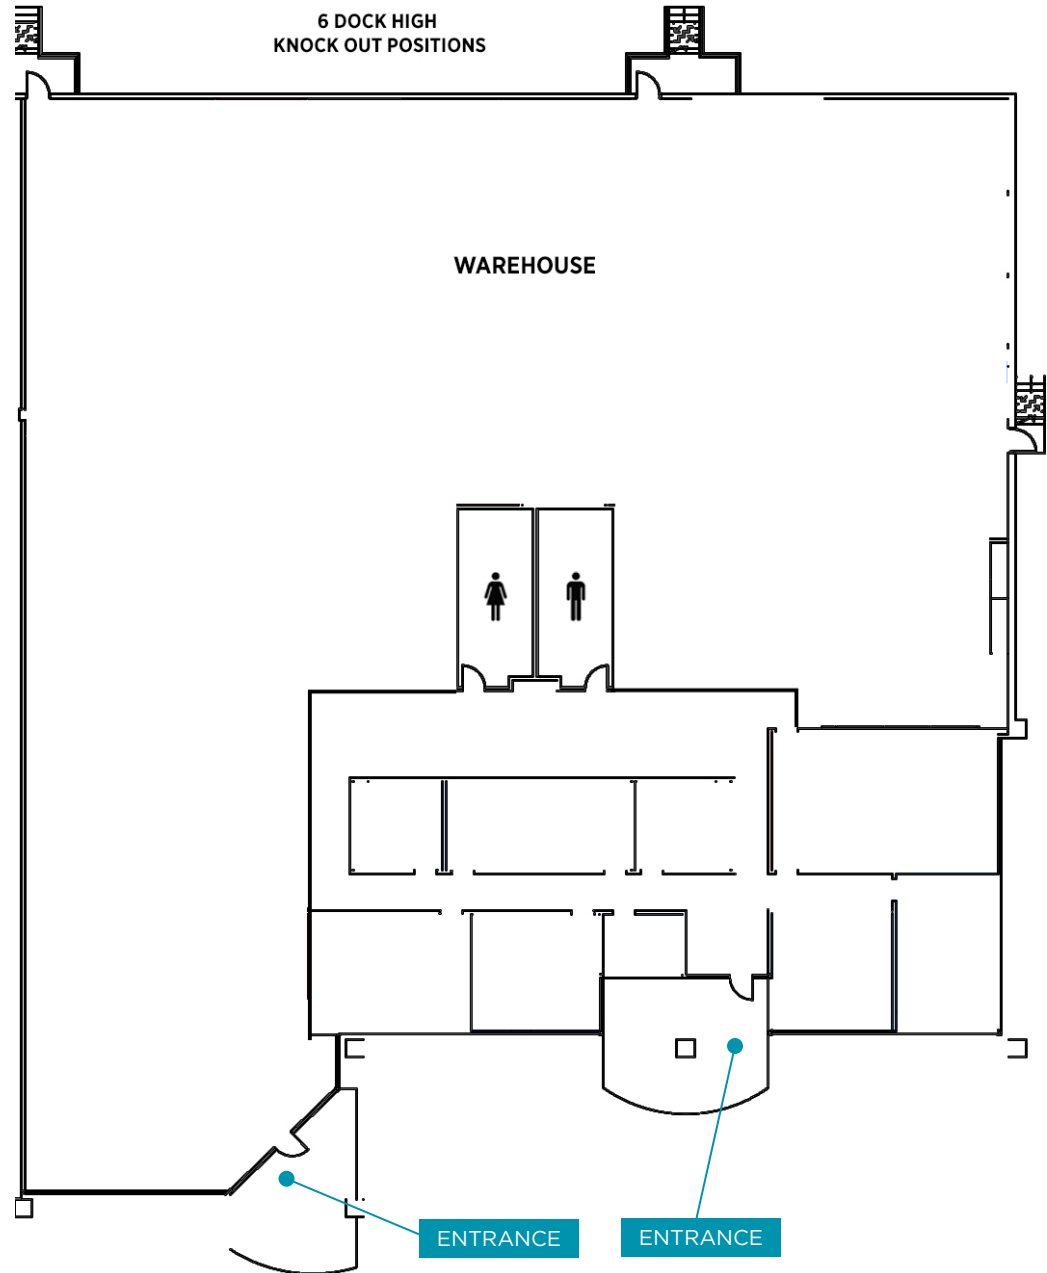 6 DOCK HIGH
KNOCK OUT POSITIONS
WAREHOUSE
ENTRANCE
ENTRANCE